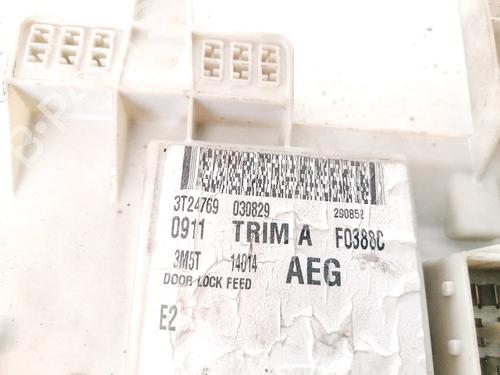 3T24769 030829 290852
0911 TRIM A F0388C
3M5T 14014 AEG
DOOR LOCK FEED
E2